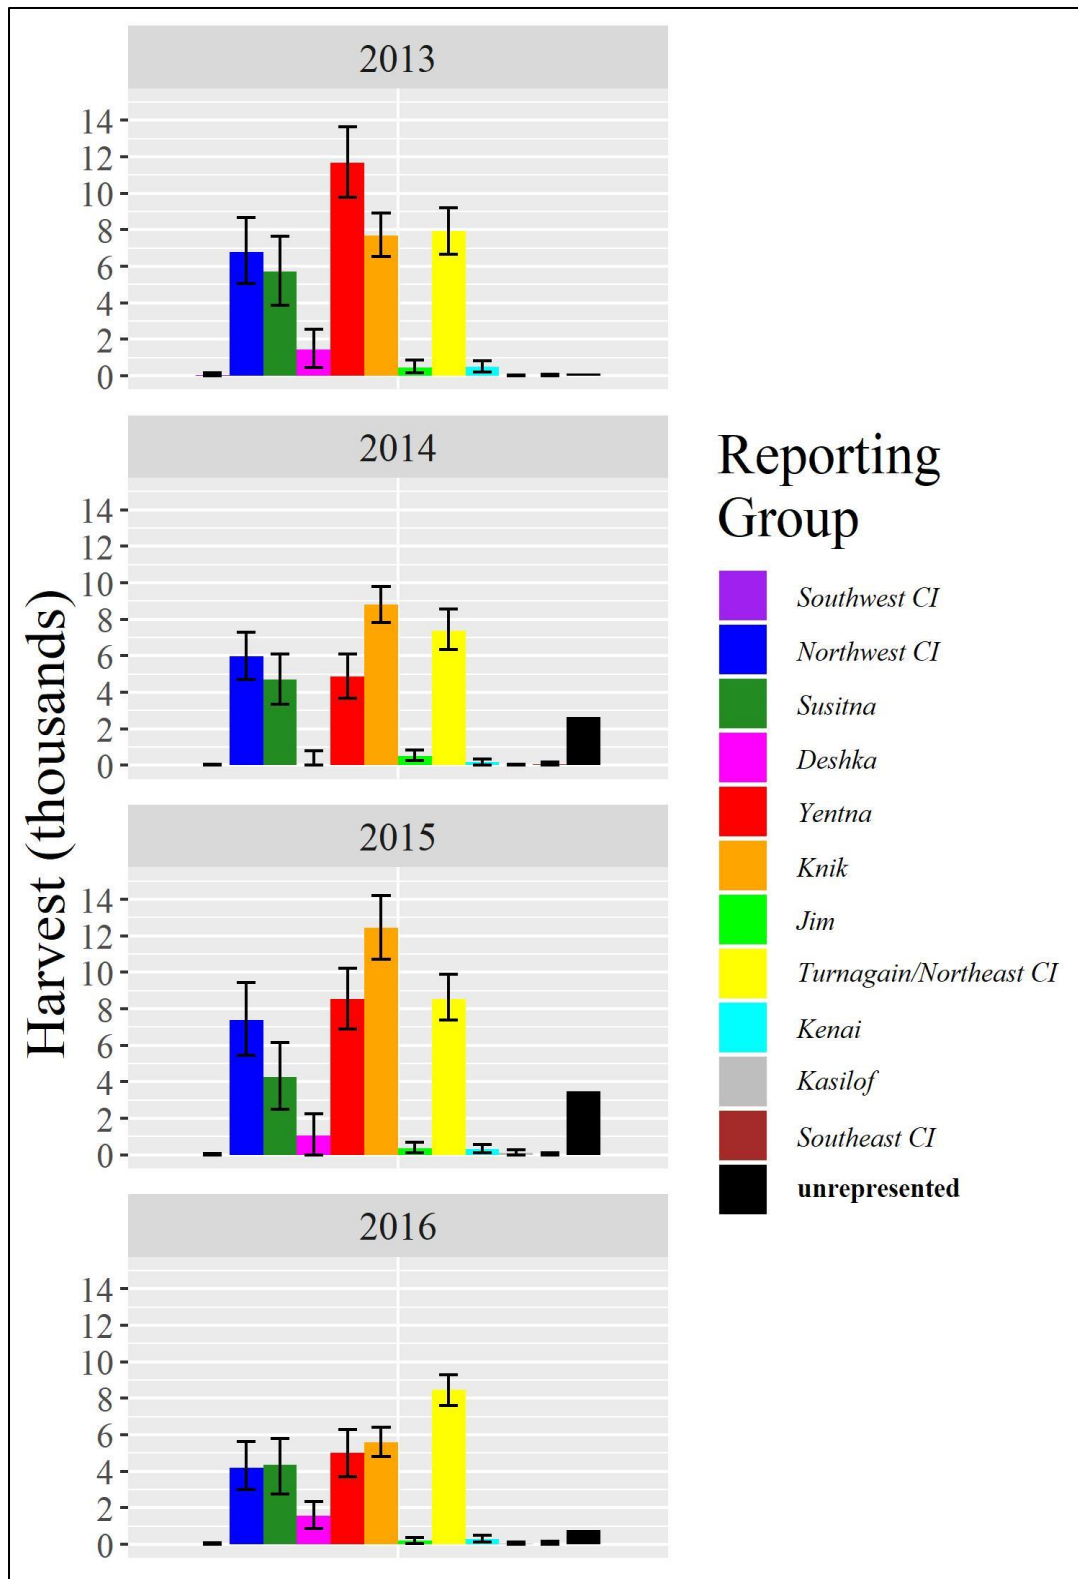 2013
14
12
10
8
6
4
2
0
2014
14
12
10
8
6
4
2
0
2015
14
12
10
8
6
4
2
0
2016
14
12
10
8
6
4
2
0
Harvest (thousands)
Reporting
Group
Southwest CI
Northwest CI
Susitna
Deshka
Yentna
Knik
Jim
Turnagain/Northeast CI
Kenai
Kasilof
Southeast CI
unrepresented